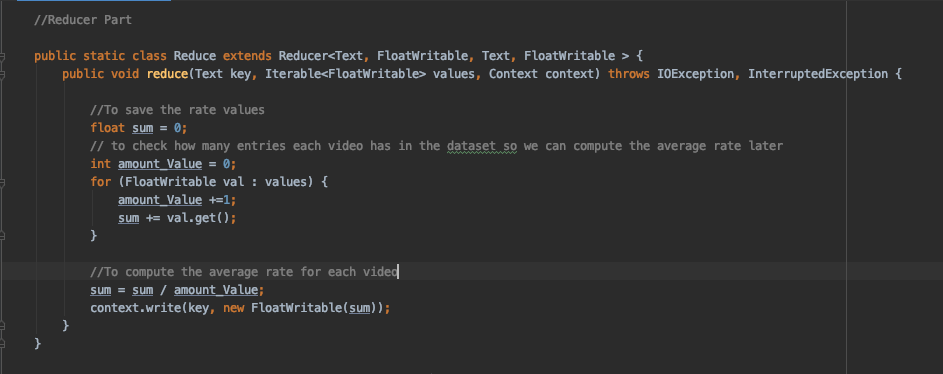 //Reducer Part
public static class Reduce extends Reducer<Text, FloatWritable, Text, FloatWritable > {
public void reduce(Text key, Iterable<FloatWritable> values, Context context) throws IOException, InterruptedException {
//To save the rate values
float sum = 0;
// to check how many entries each video has in the dataset so we can compute the average rate later
int amount_Value = 0;
for (FloatWritable val : values) {
amount_Value +=1;
sum += val.get();
}
//To compute the average rate for each video
sum = sum / amount_Value;
context.write(key, new FloatWritable(sum));
}
}